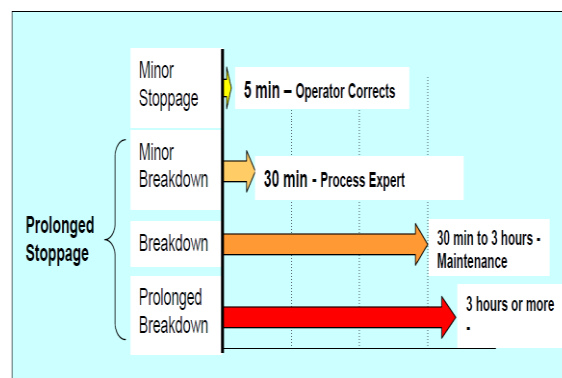 Minor
Stoppage
5 min – Operator Corrects
Minor
Breakdown
30 min - Process Expert
Prolonged
Stoppage
Breakdown
30 min to 3 hours -
Maintenance
Prolonged
Breakdown
3 hours or more
-